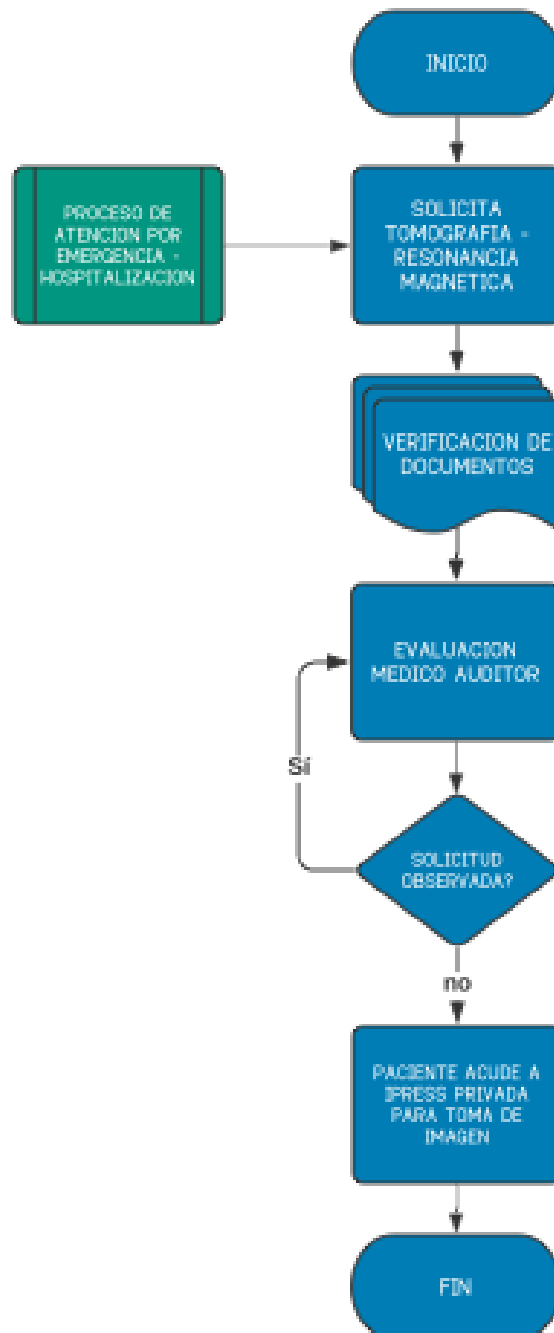 INICIO
PROCESO DE
ATENCION POR
EMERGENCIA -
HOSPITALIZACION
SOLICITA
TOMOGRAFIA -
RESONANCIA
MAGNETICA
VERIFICACION DE
DOCUMENTOS
EVALUACION
MEDICO AUDITOR
Sí
SOLICITUD
OBSERVADA?
no
PACIENTE ACUDE A
IPRESS PRIVADA
PARA TOMA DE
IMAGEN
FIN